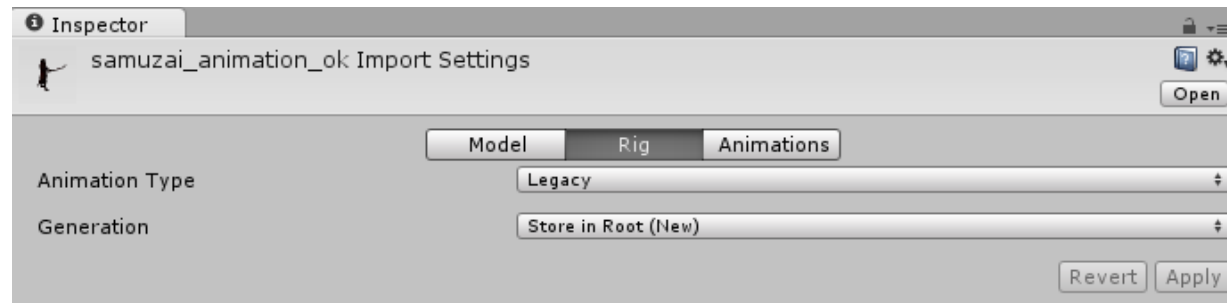 Inspector
samuzai_animation_ok Import Settings
Open
Model Rig Animations
Animation Type Legacy
Generation Store in Root (New)
Revert Apply